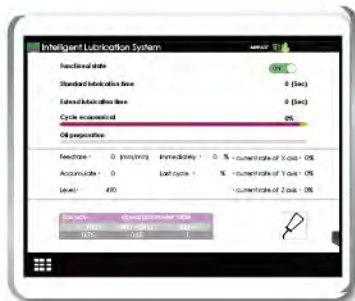 Intelligent Lubrication System
Functional state
Standard lubrication time 0 (Sec)
Extend lubrication time 0 (Sec)
Cycle economical 0%
Oil preparation
Feedrate : 0 (mm/min) Immediately : 0 % current rate of X axis : 0%
Accumulate : 0 Last cycle : % current rate of Y axis : 0%
Level : 490 current rate of Z axis : 0%